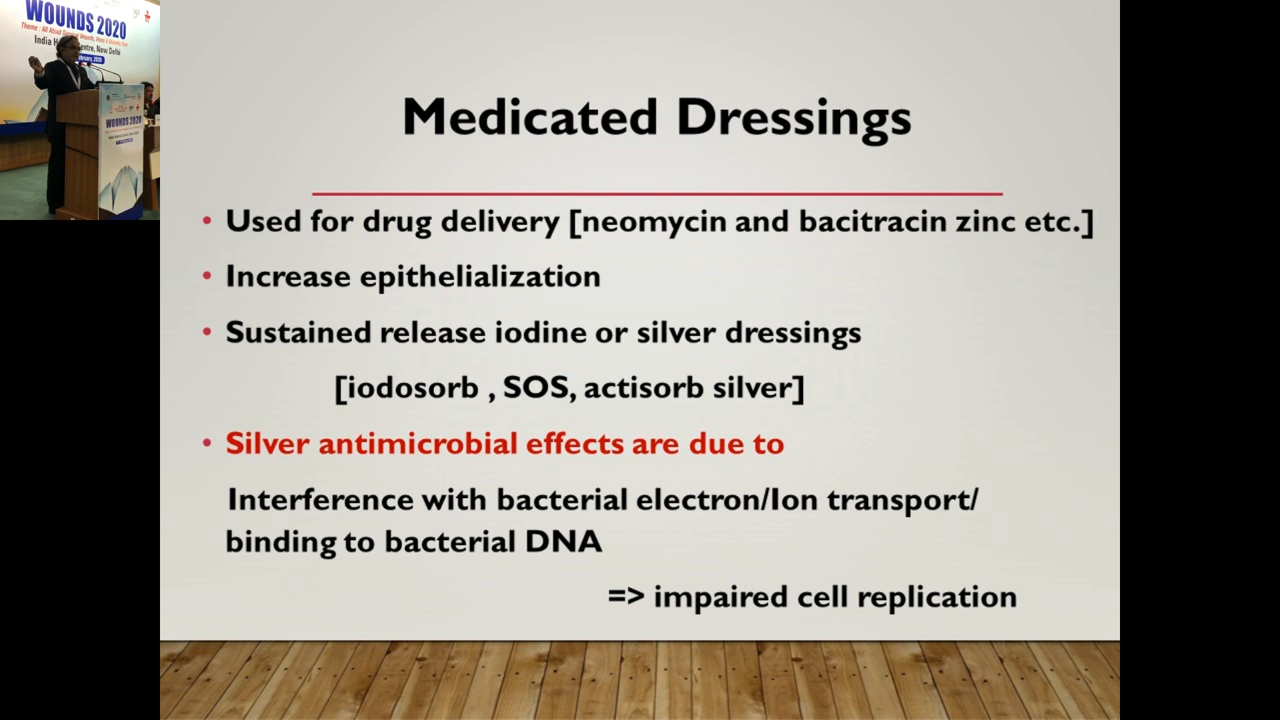 WOUNDS 2020
India H
entre, New Delhi
WOUNDS 2020
Medicated Dressings
• Used for drug delivery [neomycin and bacitracin zinc etc.]
• Increase epithelialization
• Sustained release iodine or silver dressings
[iodosorb , SOS, actisorb silver]
• Silver antimicrobial effects are due to
Interference with bacterial electron/Ion transport/
binding to bacterial DNA
=> impaired cell replication